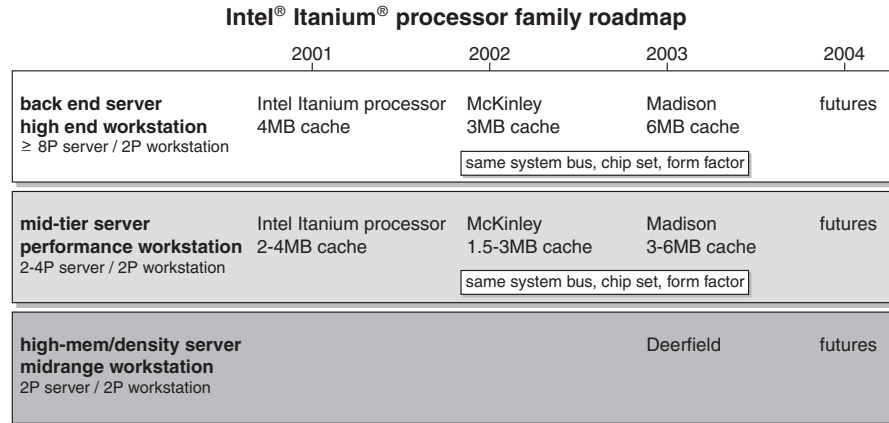 Intel® Itanium® processor family roadmap
2001 2002 2003 2004
back end server Intel Itanium processor McKinley Madison futures
high end workstation 4MB cache 3MB cache 6MB cache
≥ 8P server / 2P workstation
same system bus, chip set, form factor
mid-tier server Intel Itanium processor McKinley Madison futures
performance workstation 2-4MB cache 1.5-3MB cache 3-6MB cache
2-4P server / 2P workstation
same system bus, chip set, form factor
high-mem/density server Deerfield futures
midrange workstation
2P server / 2P workstation